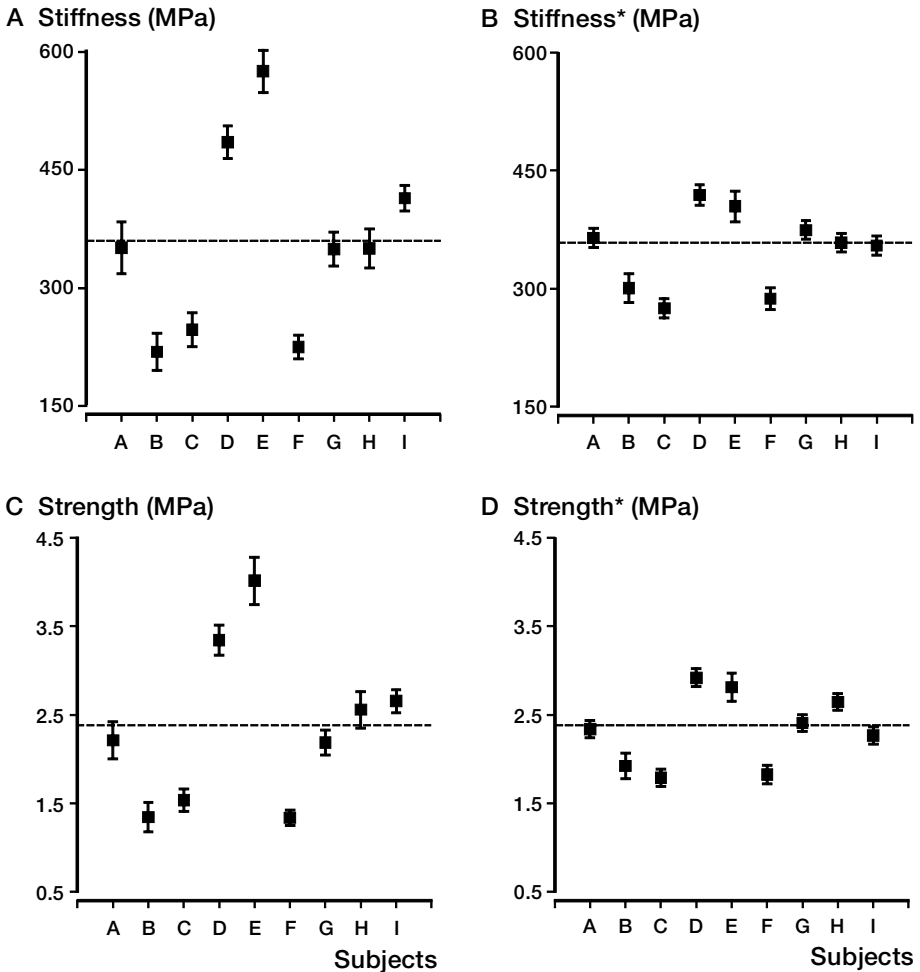 A Stiffness (MPa)
600
450
300
150
A B C D E F G H I
B Stiffness* (MPa)
600
450
300
150
A B C D E F G H I
C Strength (MPa)
4.5
3.5
2.5
1.5
0.5
A B C D E F G H I
Subjects
D Strength* (MPa)
4.5
3.5
2.5
1.5
0.5
A B C D E F G H I
Subjects